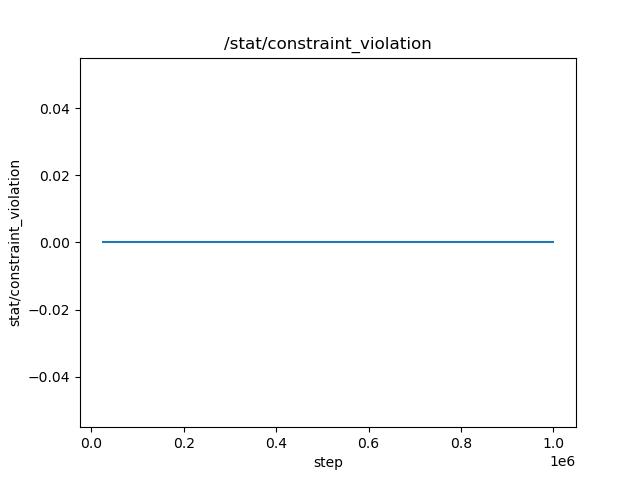 /stat/constraint_violation
stat/constraint_violation
0.04
0.02
0.00
−0.02
−0.04
0.0 0.2 0.4 0.6 0.8 1.0
1e6
step